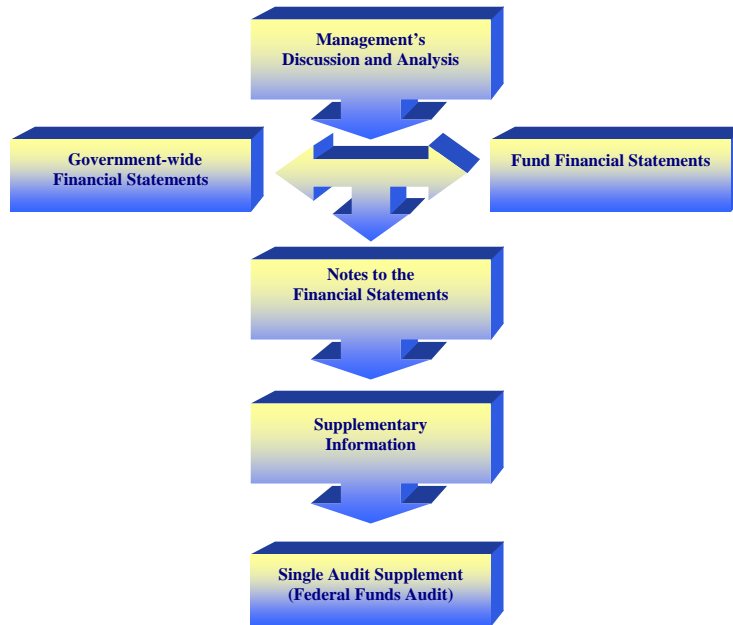 Management's
Discussion and Analysis
Government-wide
Financial Statements
Fund Financial Statements
Notes to the
Financial Statements
Supplementary
Information
Single Audit Supplement
(Federal Funds Audit)